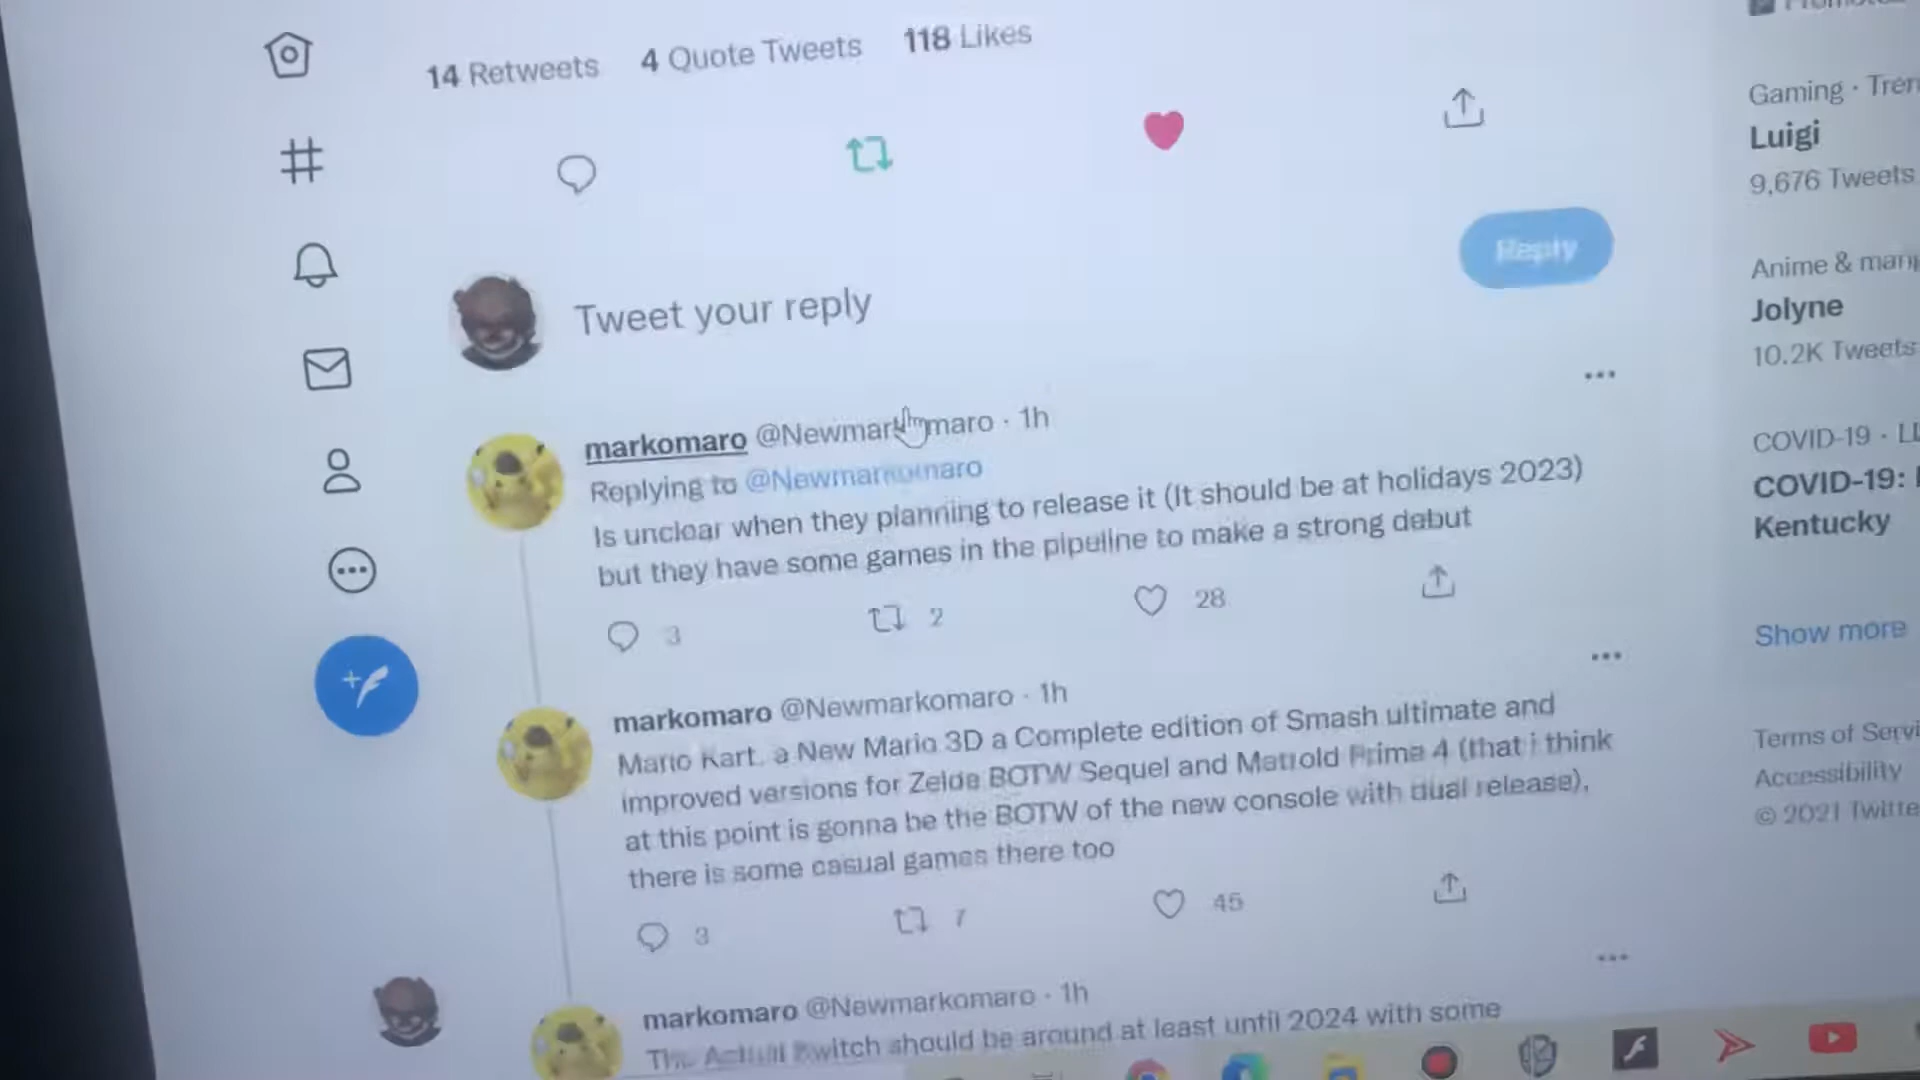 14 Retweets 4 Quote Tweets 118 Likes
Reply
Tweet your reply
markomaro @Newmarkomaro · 1h
Replying to @Newmarkomaro
Is unclear when they planning to release it (It should be at holidays 2023)
but they have some games in the pipeline to make a strong debut
3 2 28
markomaro @Newmarkomaro · 1h
Mario Kart, a New Mario 3D a Complete edition of Smash ultimate and
improved versions for Zelda BOTW Sequel and Metroid Prime 4 (that i think
at this point is gonna be the BOTW of the new console with dual release),
there is some casual games there too
3 7 45
markomaro @Newmarkomaro · 1h
The Actual Switch should be around at least until 2024 with some
Gaming ·
Luigi
9,676 Tweets
Anime &
Jolyne
10.2K Tweets
COVID-19 ·
COVID-19:
Kentucky
Show more
Terms of
Accessibility
© 2021